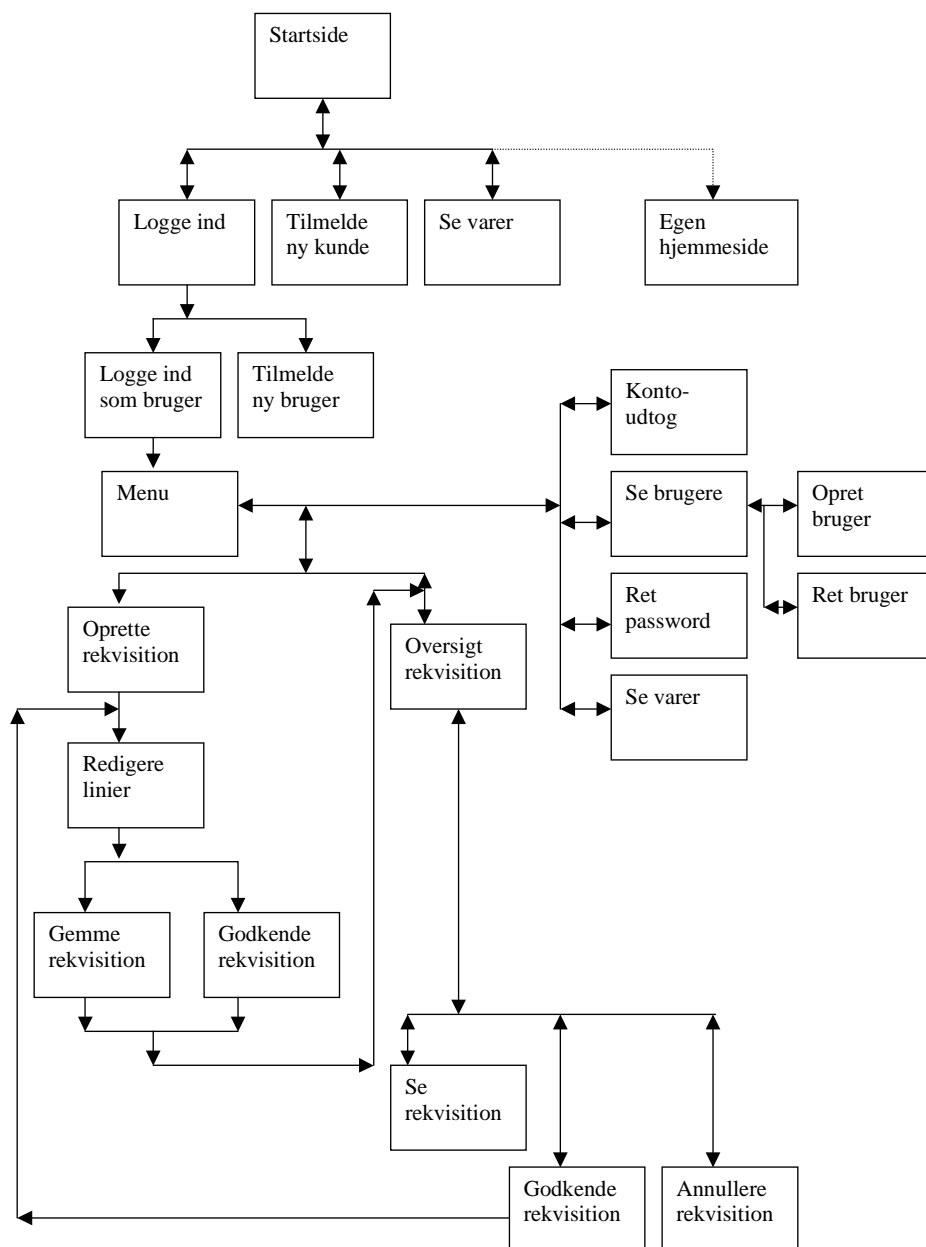 Startside
Logge ind
Tilmelde
ny kunde
Se varer
Egen
hjemmeside
Logge ind
som bruger
Tilmelde
ny bruger
Konto-
udtog
Menu
Se brugere
Opret
bruger
Ret
password
Ret bruger
Oprette
rekvisition
Oversigt
rekvisition
Se varer
Redigere
linier
Gemme
rekvisition
Godkende
rekvisition
Se
rekvisition
Godkende
rekvisition
Annullere
rekvisition